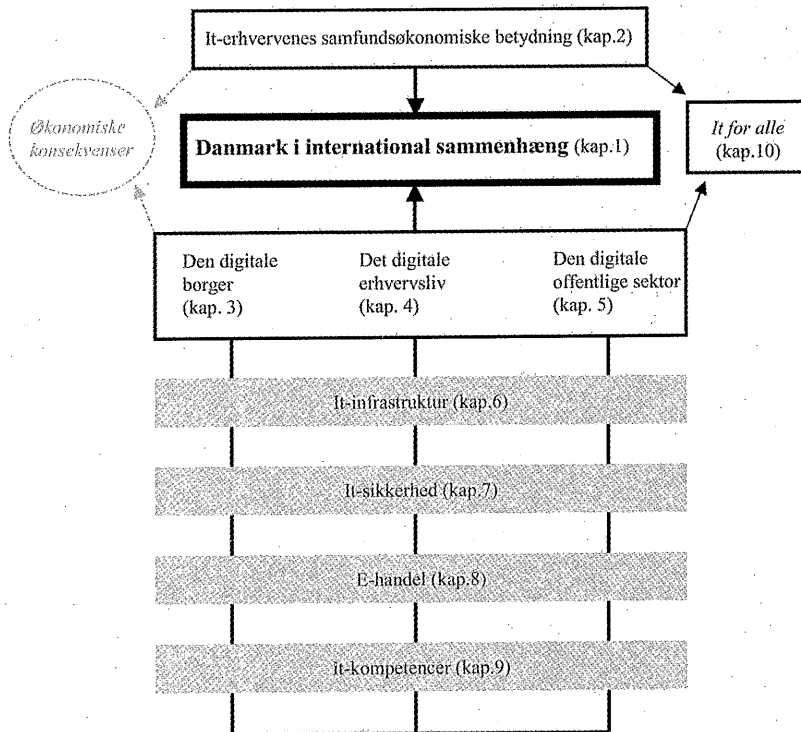 It-erhvervenes samfundsøkonomiske betydning (kap.2)
Økonomiske
konsekvenser
Danmark i international sammenhæng (kap.1)
It for alle
(kap.10)
Den digitale
borger
(kap. 3)
Det digitale
erhvervsliv
(kap. 4)
Den digitale
offentlige sektor
(kap. 5)
It-infrastruktur (kap.6)
It-sikkerhed (kap.7)
E-handel (kap.8)
it-kompetencer (kap.9)